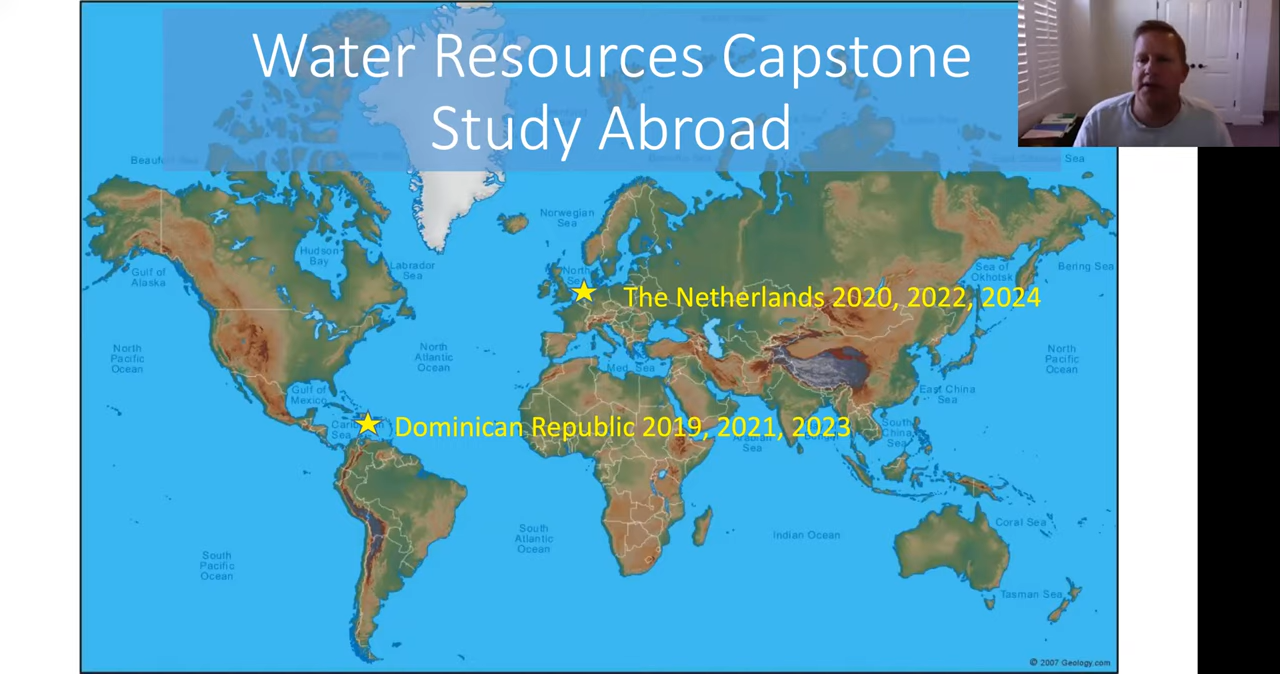 Water Resources Capstone
Study Abroad
Beaufort Sea
Sea
Norwegian
Sea
Hudson
Bay
Labrador
Sea
Gulf of
Alaska
North
Sea
Sea of
Okhotsk
Bering Sea
The Netherlands 2020, 2022, 2024
North
Pacific
Ocean
North
Atlantic
Ocean
Med. Sea
North
Pacific
Ocean
Gulf of
Mexico
East China
Sea
Caribbean
Sea
Dominican Republic 2019, 2021, 2023
Arabian
Sea
South
China
Sea
South
Pacific
Ocean
South
Atlantic
Ocean
Indian Ocean
Coral Sea
Tasman Sea
© 2007 Geology.com